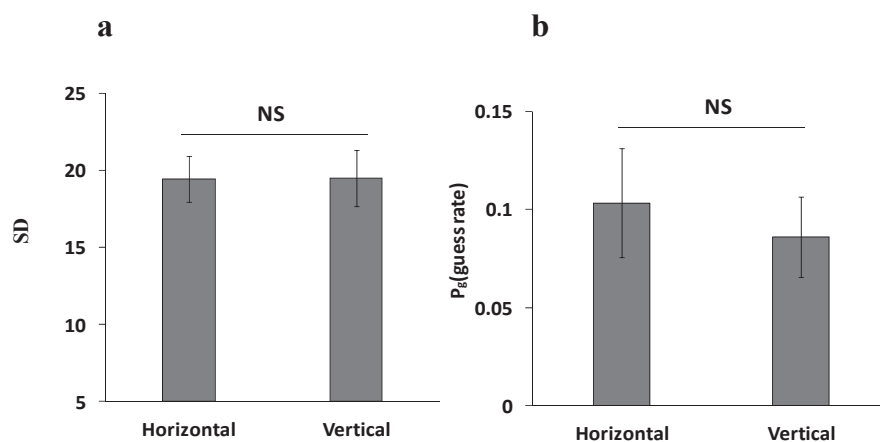 a
25
20
15
10
5
SD
NS
Horizontal
Vertical
b
0.15
0.1
0.05
0
Pg(guess rate)
NS
Horizontal
Vertical